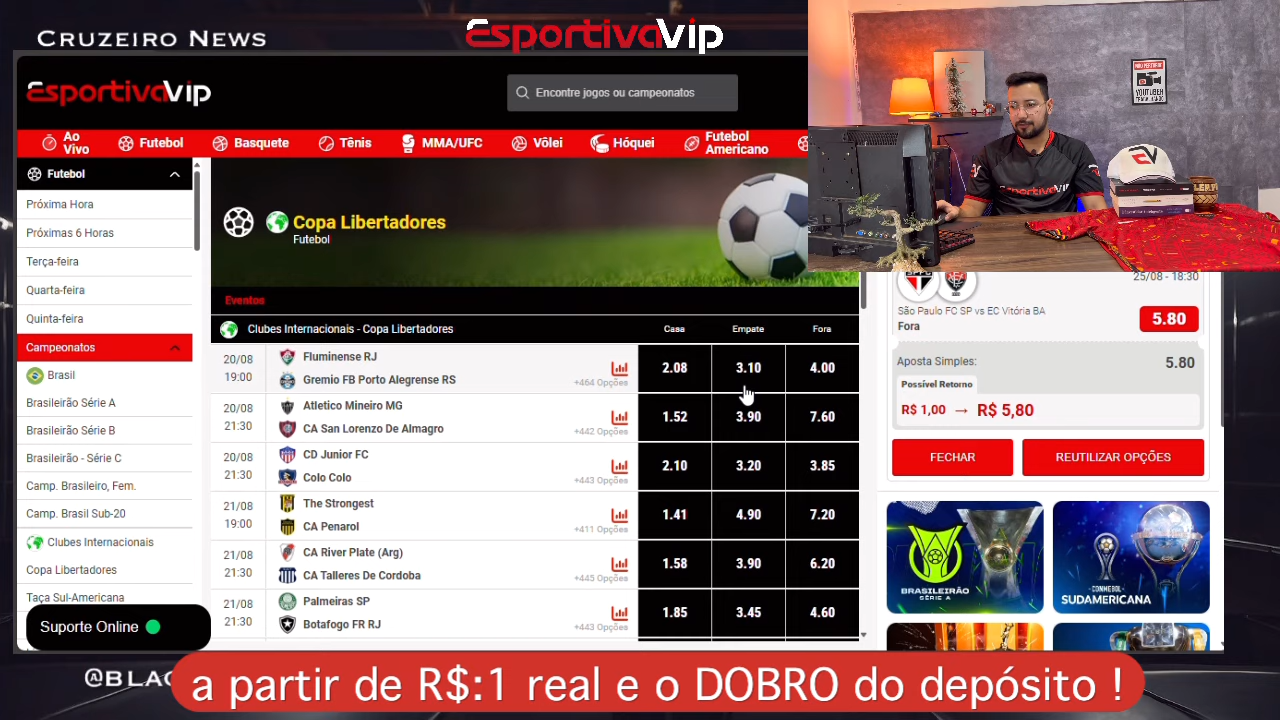 CRUZEIRO NEWS
EsportivaVip
EsportivaVip
Encontre jogos ou campeonatos
Ao Vivo
Futebol
Basquete
Tênis
MMA/UFC
Vôlei
Hóquei
Futebol Americano
NÃO PERTURBE
YOUTUBER
TRABALHANDO
EV
EsportivaVip
Futebol
Próxima Hora
Próximas 6 Horas
Terça-feira
Quarta-feira
Quinta-feira
Campeonatos
Brasil
Brasileirão Série A
Brasileirão Série B
Brasileirão - Série C
Camp. Brasileiro, Fem.
Camp. Brasil Sub-20
Clubes Internacionais
Copa Libertadores
Taça Sul-Americana
Suporte Online
Copa Libertadores
Futebol
Eventos
Clubes Internacionais - Copa Libertadores Casa Empate Fora
20/08 Fluminense RJ
19:00 Gremio FB Porto Alegrense RS +464 Opções 2.08 3.10 4.00
20/08 Atletico Mineiro MG
21:30 CA San Lorenzo De Almagro +442 Opções 1.52 3.90 7.60
20/08 CD Junior FC
21:30 Colo Colo +443 Opções 2.10 3.20 3.85
21/08 The Strongest
19:00 CA Penarol +411 Opções 1.41 4.90 7.20
21/08 CA River Plate (Arg)
21:30 CA Talleres De Cordoba +445 Opções 1.58 3.90 6.20
21/08 Palmeiras SP
21:30 Botafogo FR RJ +443 Opções 1.85 3.45 4.60
25/08 - 18:30
São Paulo FC SP vs EC Vitória BA
Fora
5.80
Aposta Simples: 5.80
Possível Retorno
R$ 1,00 → R$ 5,80
FECHAR
REUTILIZAR OPÇÕES
BRASILEIRÃO
SÉRIE A
CONMEBOL
SUDAMERICANA
@BLAC
a partir de R$:1 real e o DOBRO do depósito !